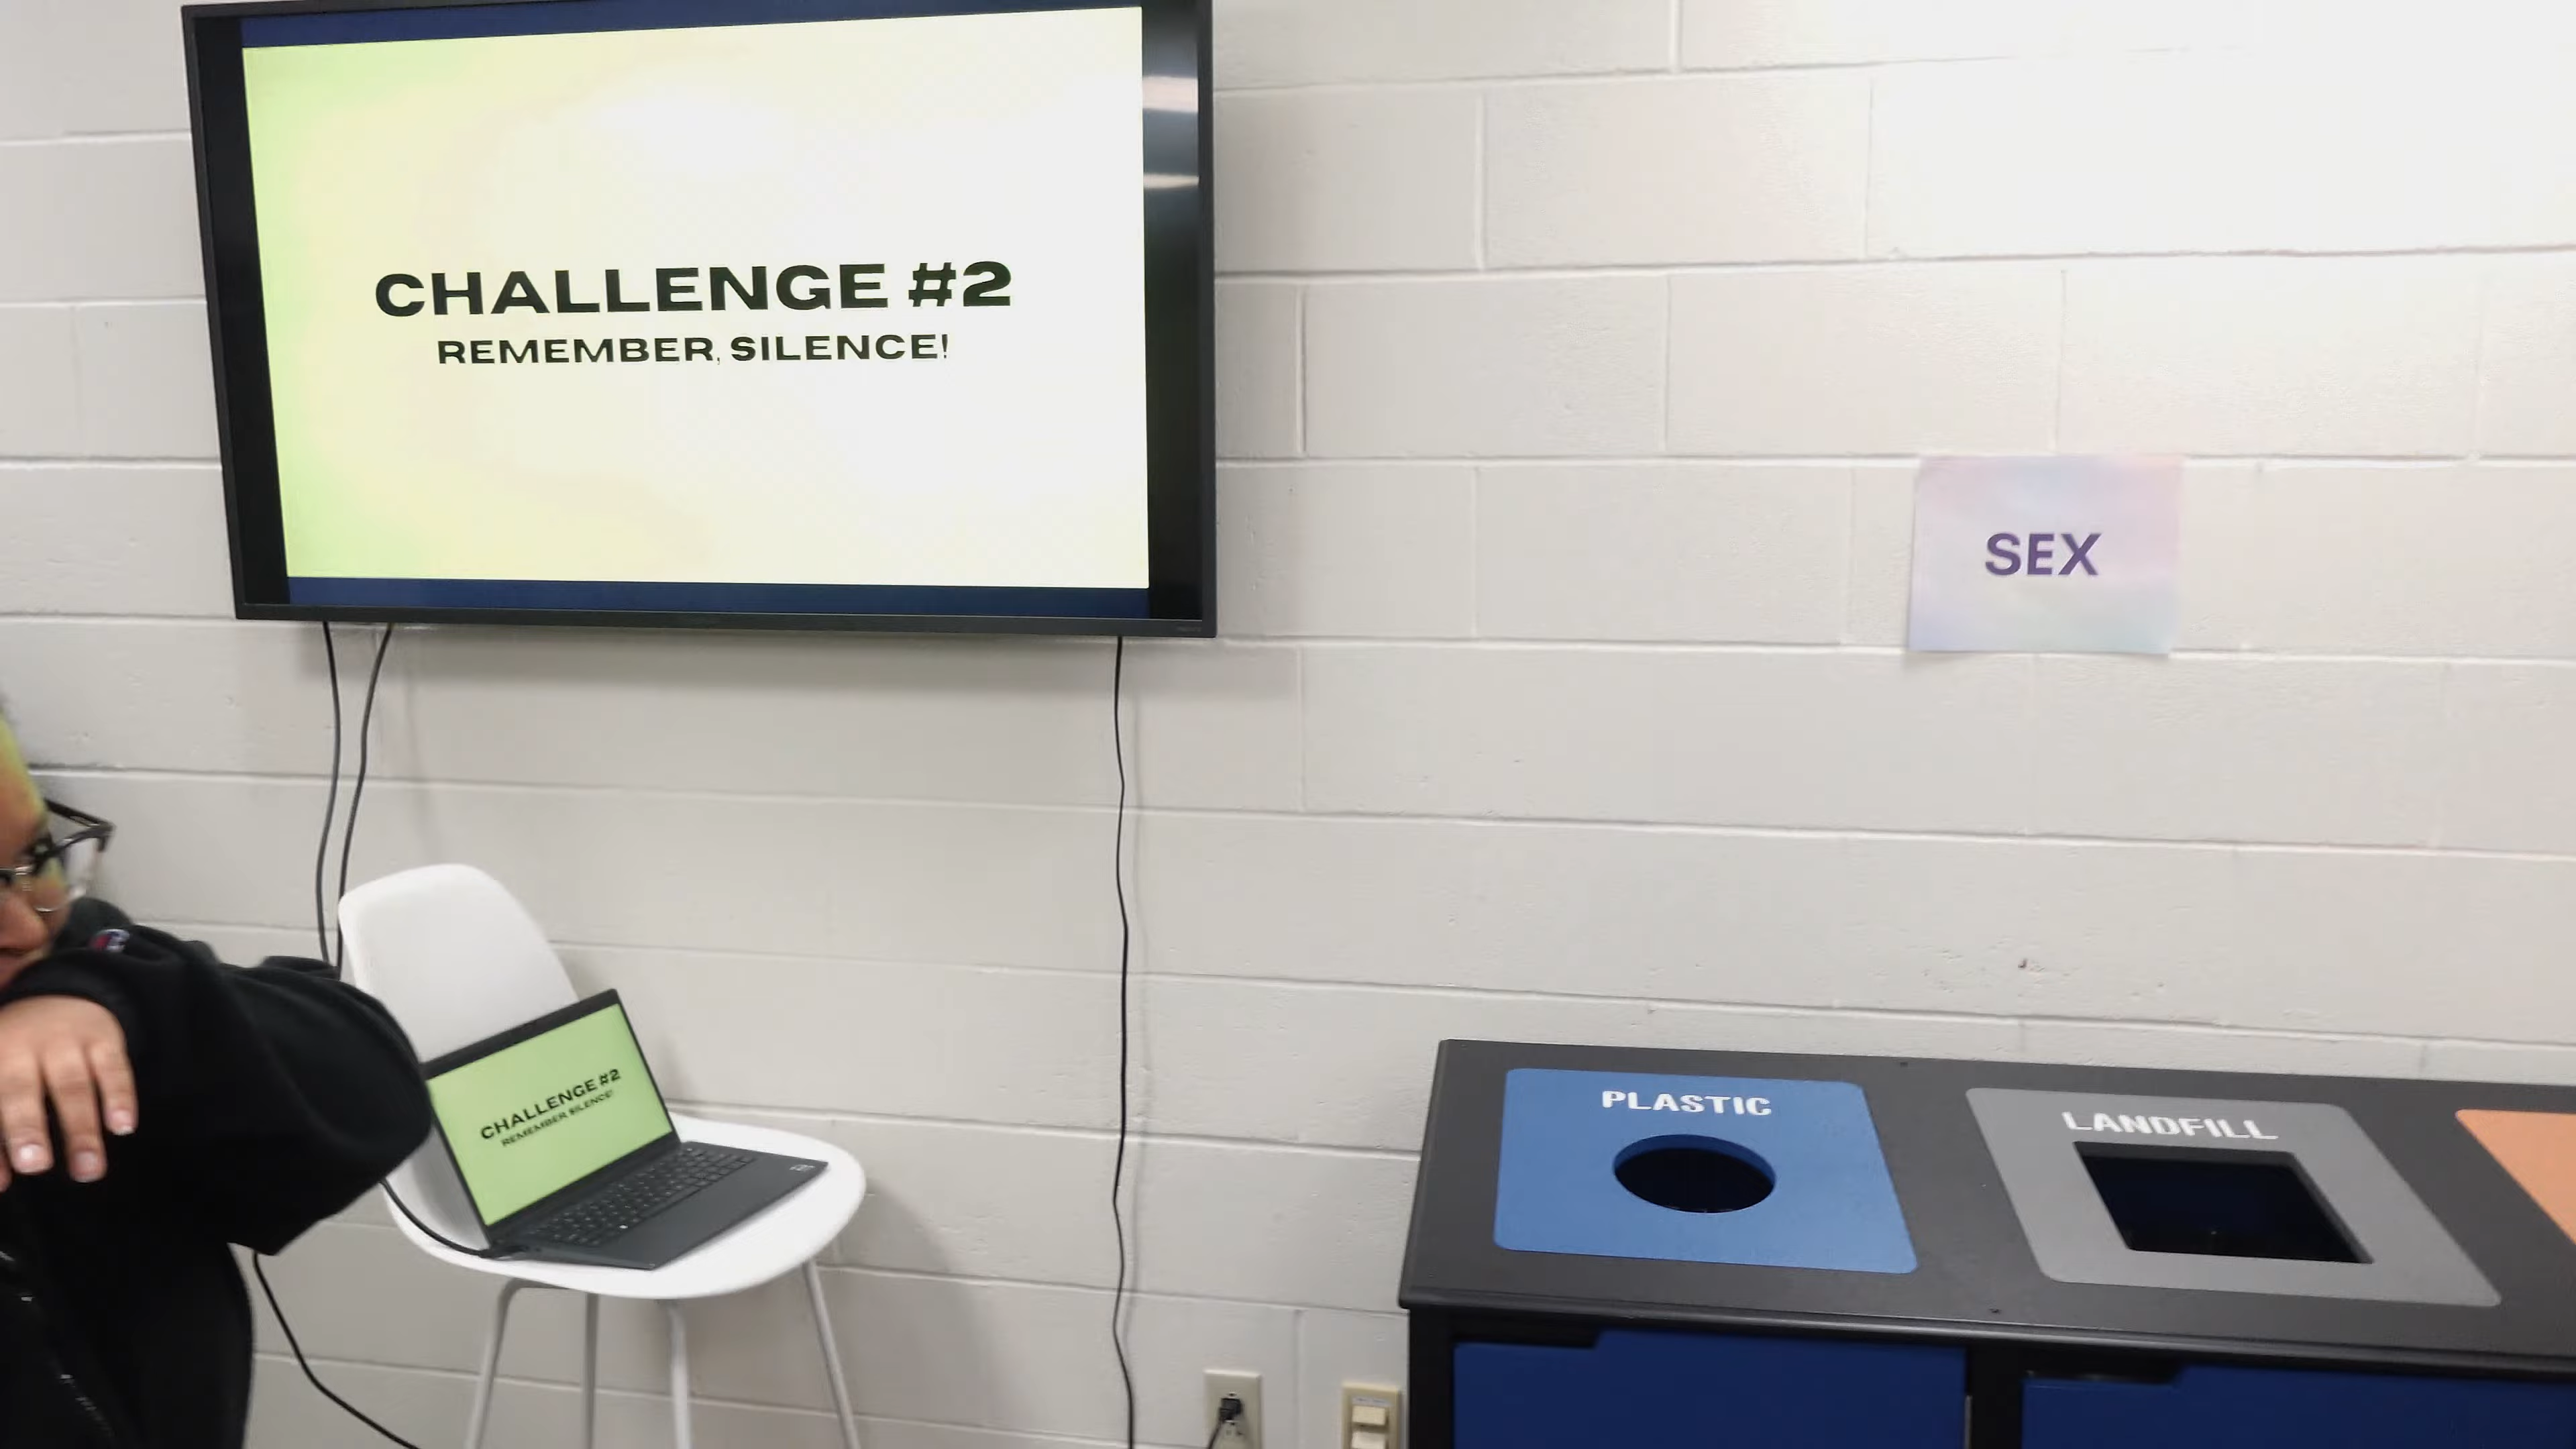 CHALLENGE #2
REMEMBER, SILENCE!
SEX
CHALLENGE #2
REMEMBER SILENCE!
PLASTIC
LANDFILL